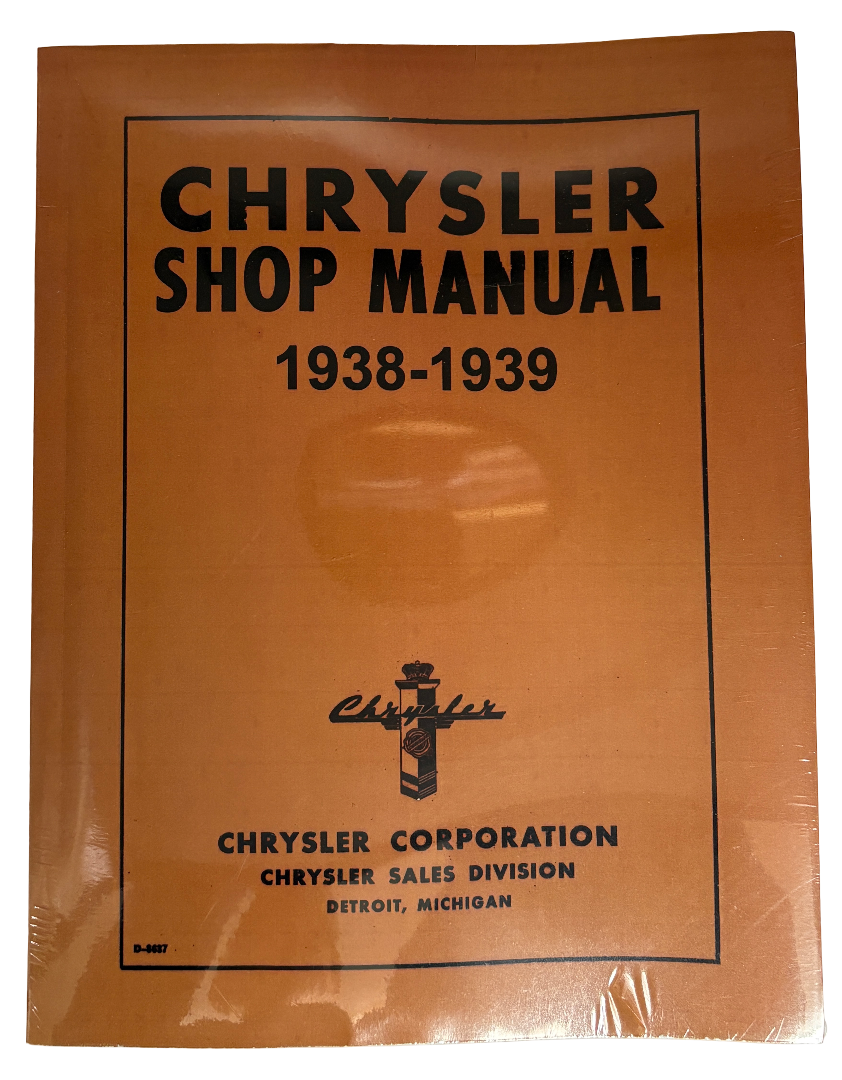 CHRYSLER
SHOP MANUAL
1938-1939
Chrysler
CHRYSLER CORPORATION
CHRYSLER SALES DIVISION
DETROIT, MICHIGAN